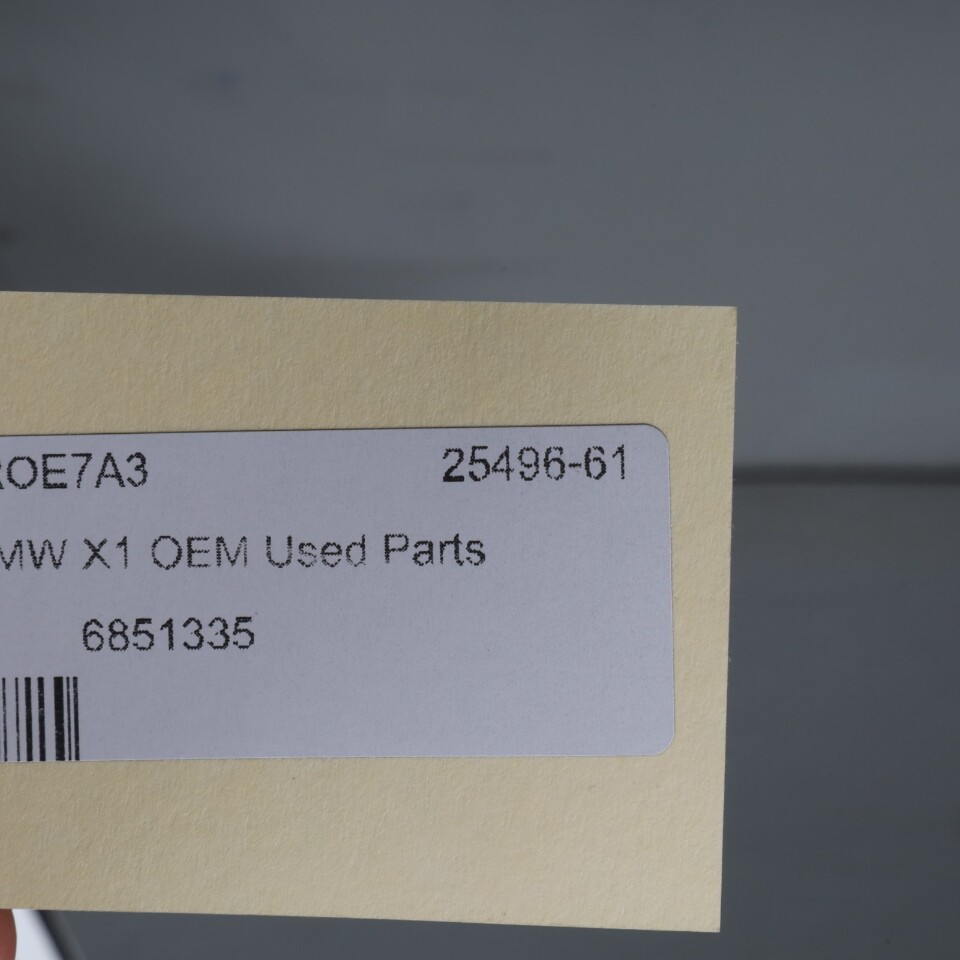 ROE7A3 25496-61
MW X1 OEM Used Parts
6851335